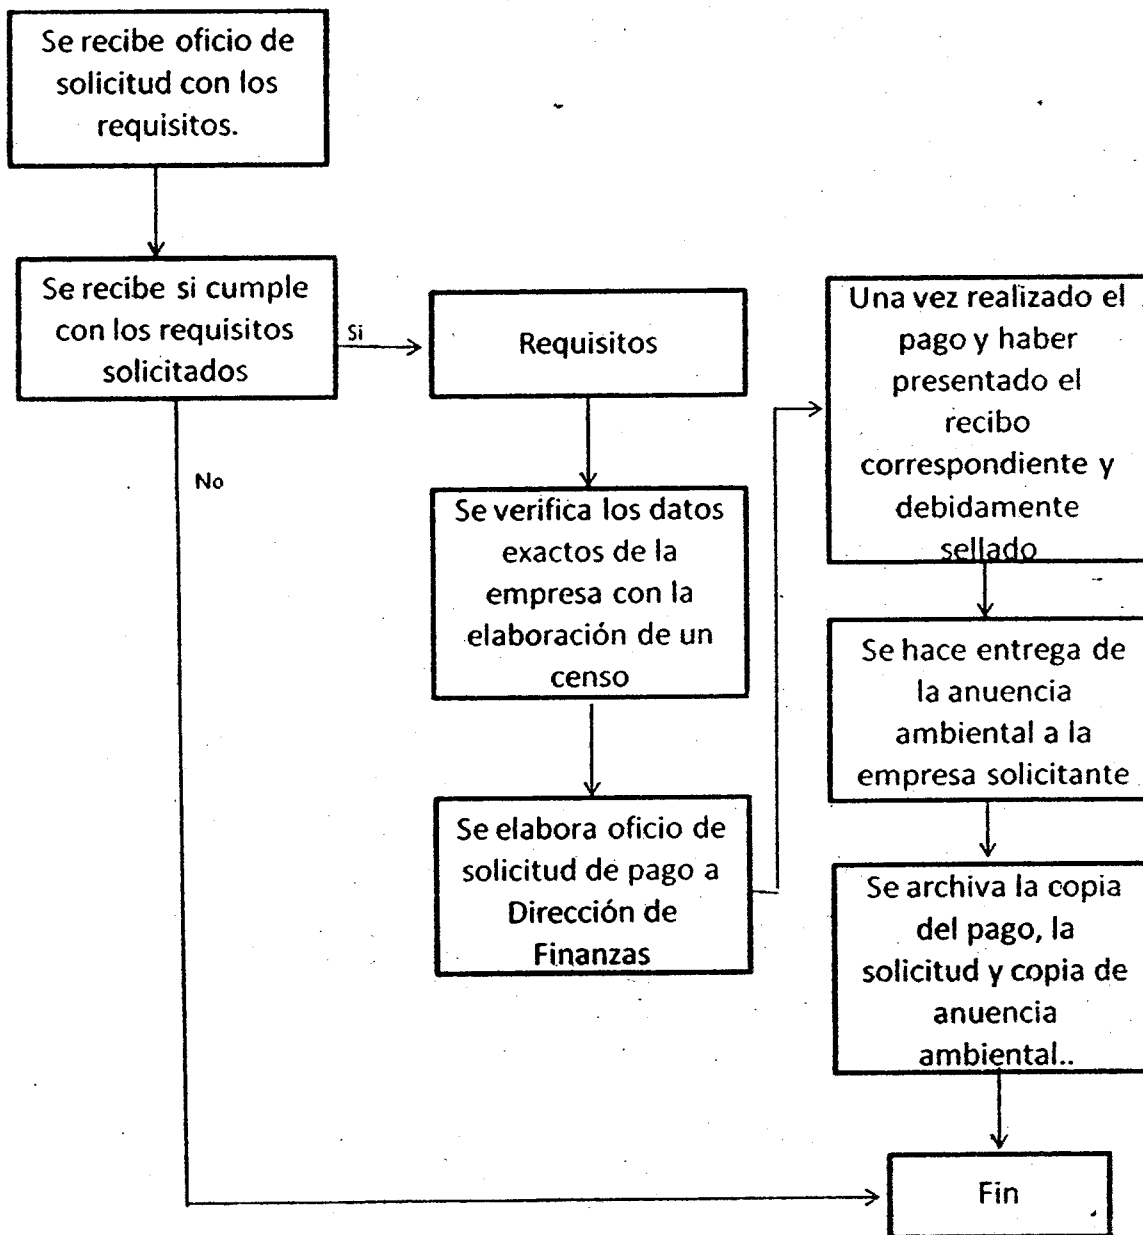 Se recibe oficio de
solicitud con los
requisitos.
Se recibe si cumple
con los requisitos
solicitados
Si
No
Requisitos
Se verifica los datos
exactos de la
empresa con la
elaboración de un
censo
Se elabora oficio de
solicitud de pago a
Dirección de
Finanzas
Una vez realizado el
pago y haber
presentado el
recibo
correspondiente y
debidamente
sellado
Se hace entrega de
la anuencia
ambiental a la
empresa solicitante
Se archiva la copia
del pago, la
solicitud y copia de
anuencia
ambiental..
Fin